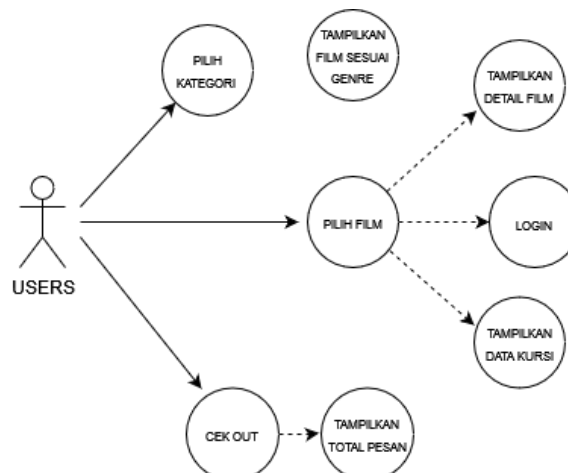 PILIH
KATEGORI
TAMPILKAN
FILM SESUAI
GENRE
TAMPILKAN
DETAIL FILM
USERS
PILIH FILM
LOGIN
TAMPILKAN
DATA KURSI
CEK OUT
TAMPILKAN
TOTAL PESAN